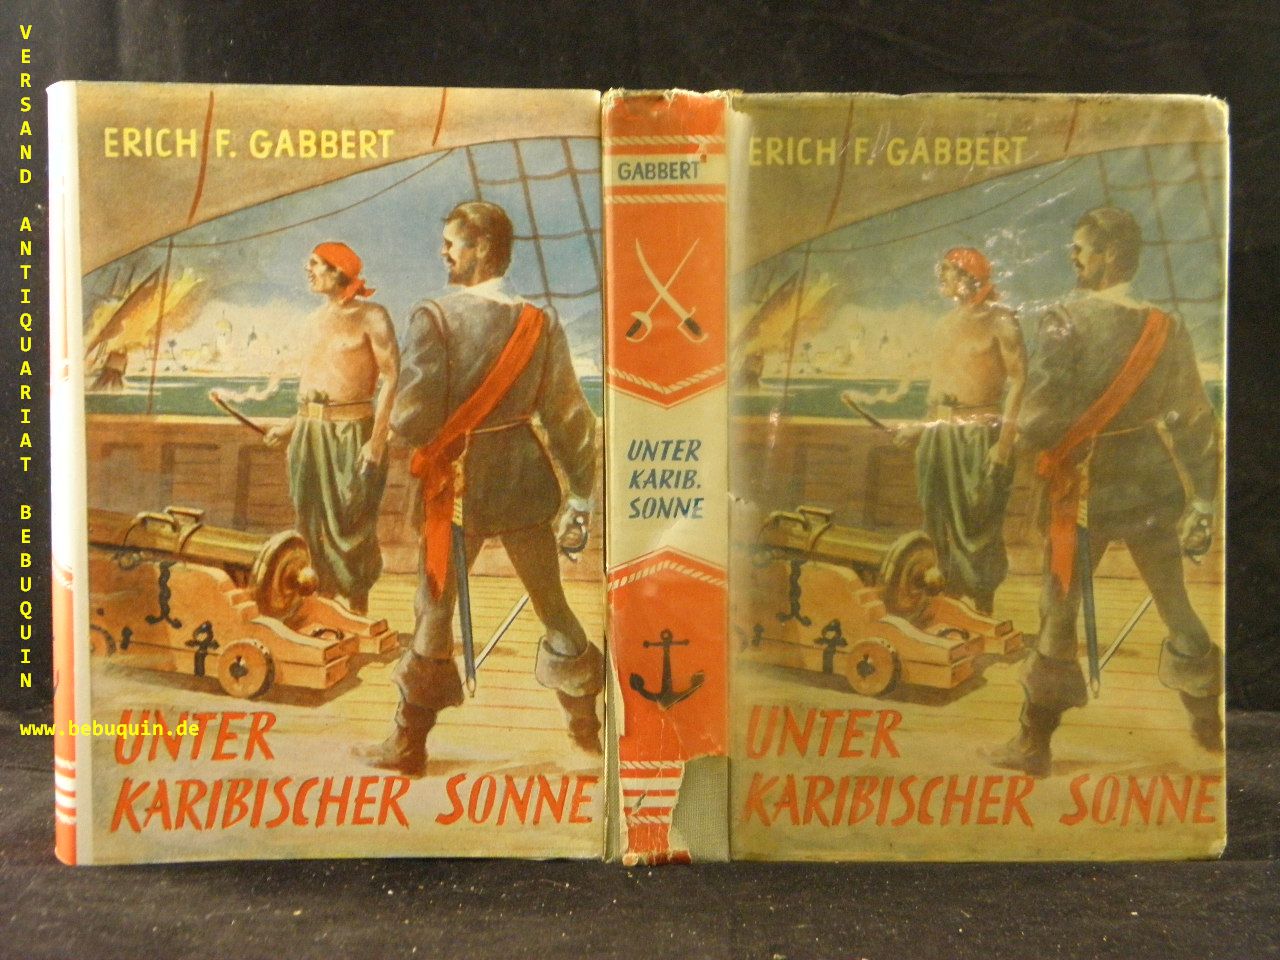 VERSAND ANTIQUARIAT BEBUQUIN
www.bebuquin.de
ERICH F. GABBERT
UNTER
KARIBISCHER SONNE
GABBERT
UNTER
KARIB.
SONNE
ERICH F. GABBERT
UNTER
KARIBISCHER SONNE